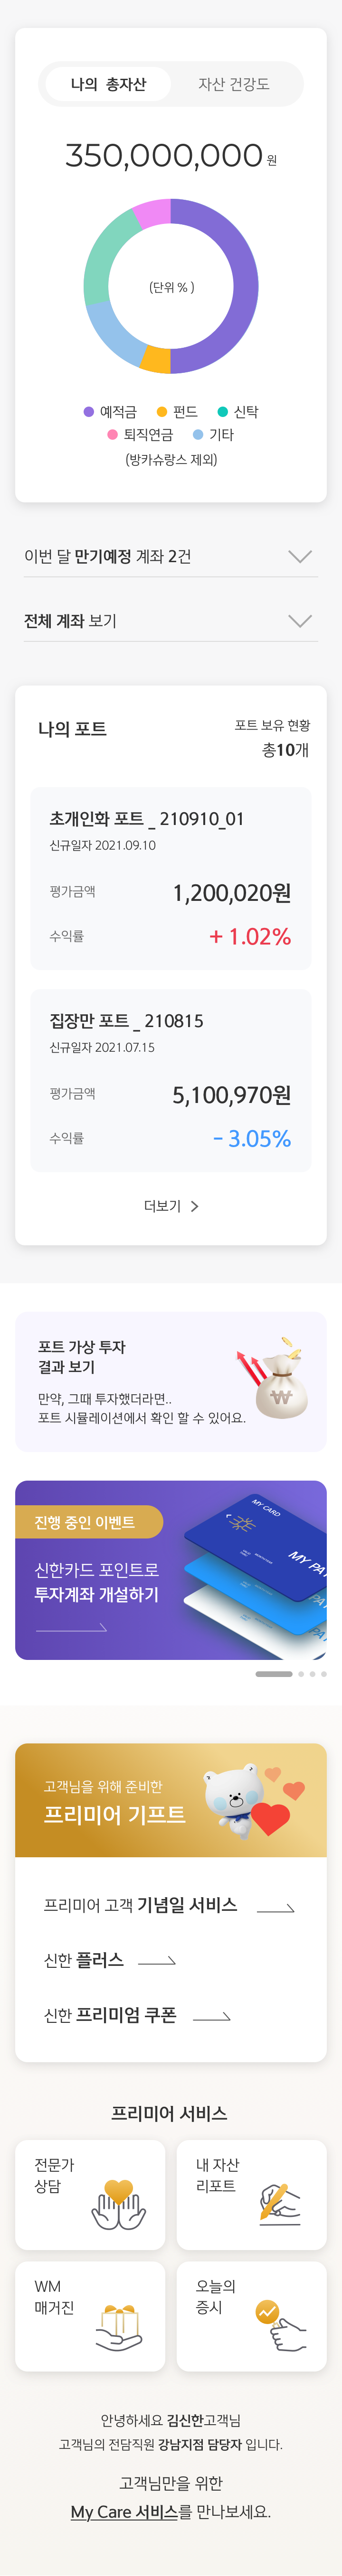 나의 총자산
자산 건강도
350,000,000 원
(단위 % )
예적금
펀드
신탁
퇴직연금
기타
(방카슈랑스 제외)
이번 달 만기예정 계좌 2건
전체 계좌 보기
나의 포트
포트 보유 현황
총10개
초개인화 포트 _ 210910_01
신규일자 2021.09.10
평가금액
1,200,020원
수익률
+ 1.02%
집장만 포트 _ 210815
신규일자 2021.07.15
평가금액
5,100,970원
수익률
- 3.05%
더보기
포트 가상 투자
결과 보기
만약, 그때 투자했더라면..
포트 시뮬레이션에서 확인 할 수 있어요.
₩
진행 중인 이벤트
신한카드 포인트로
투자계좌 개설하기
MY CARD
MY PAY
고객님을 위해 준비한
프리미어 기프트
프리미어 고객 기념일 서비스
신한 플러스
신한 프리미엄 쿠폰
프리미어 서비스
전문가
상담
내 자산
리포트
WM
매거진
오늘의
증시
안녕하세요 김신한고객님
고객님의 전담직원 강남지점 담당자 입니다.
고객님만을 위한
My Care 서비스를 만나보세요.